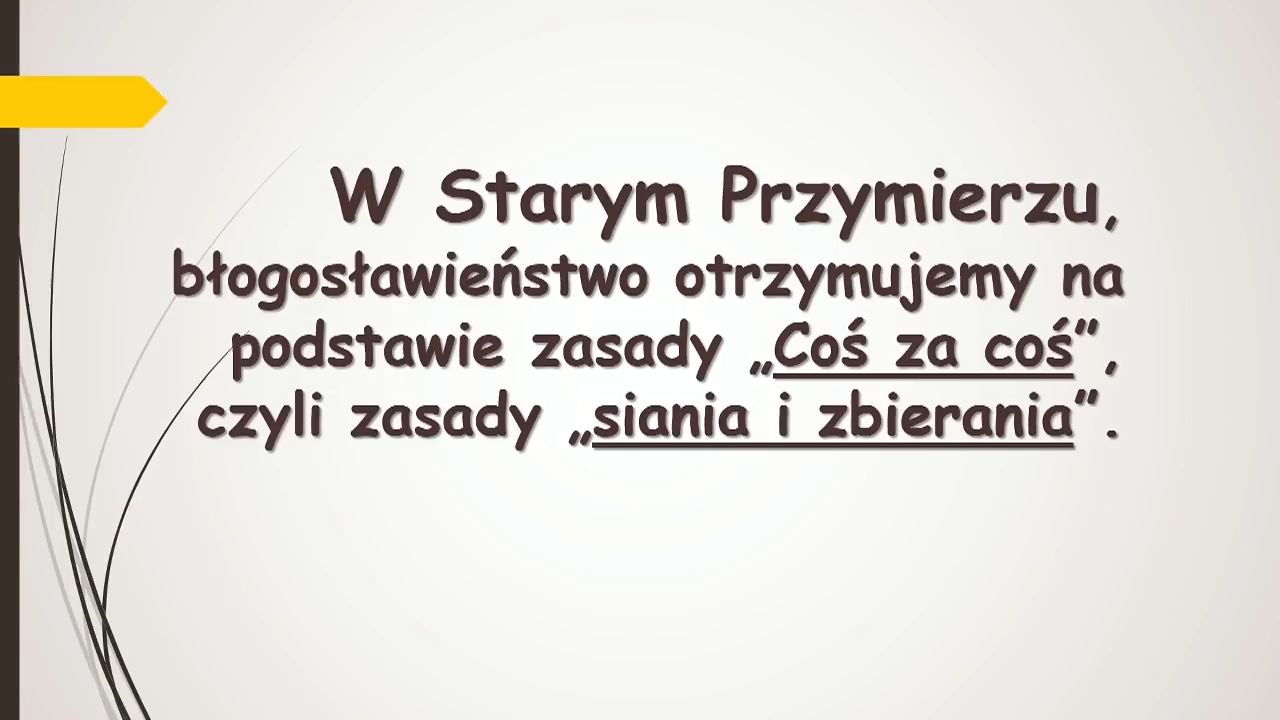 W Starym Przymierzu,
błogosławieństwo otrzymujemy na
podstawie zasady „Coś za coś”,
czyli zasady „siania i zbierania”.